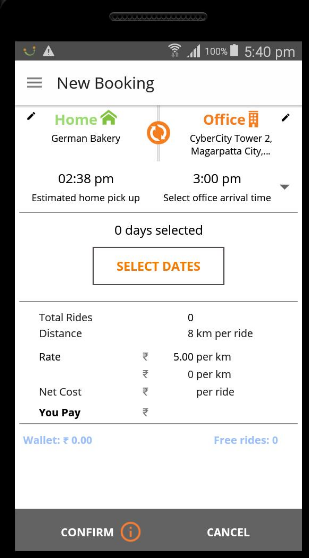 100% 5:40 pm
New Booking
Home Office
German Bakery CyberCity Tower 2,
Magarpatta City,...
02:38 pm 3:00 pm
Estimated home pick up Select office arrival time
0 days selected
SELECT DATES
Total Rides 0
Distance 8 km per ride
Rate ₹ 5.00 per km
₹ 0 per km
Net Cost ₹ per ride
You Pay ₹
Wallet: ₹ 0.00 Free rides: 0
CONFIRM i CANCEL